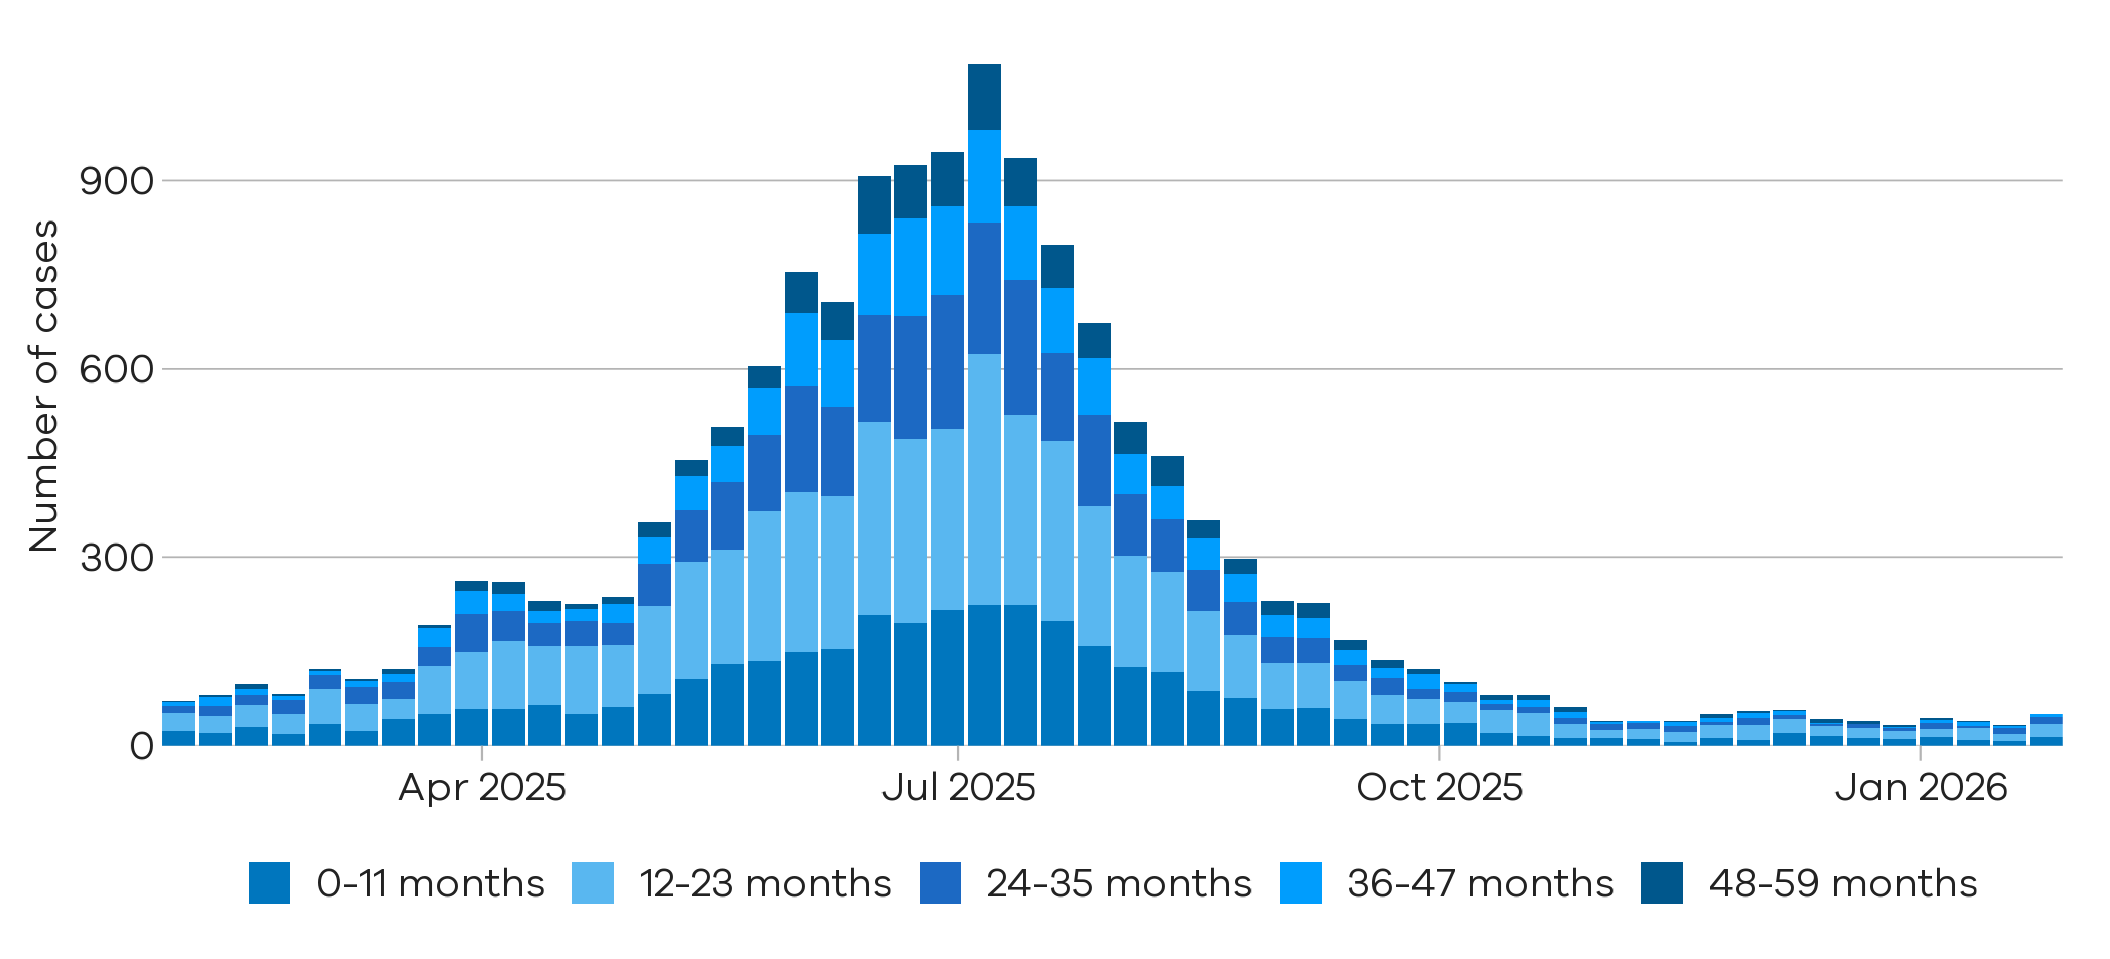 Number of cases
900
600
300
0
Apr 2025
Jul 2025
Oct 2025
Jan 2026
0-11 months
12-23 months
24-35 months
36-47 months
48-59 months